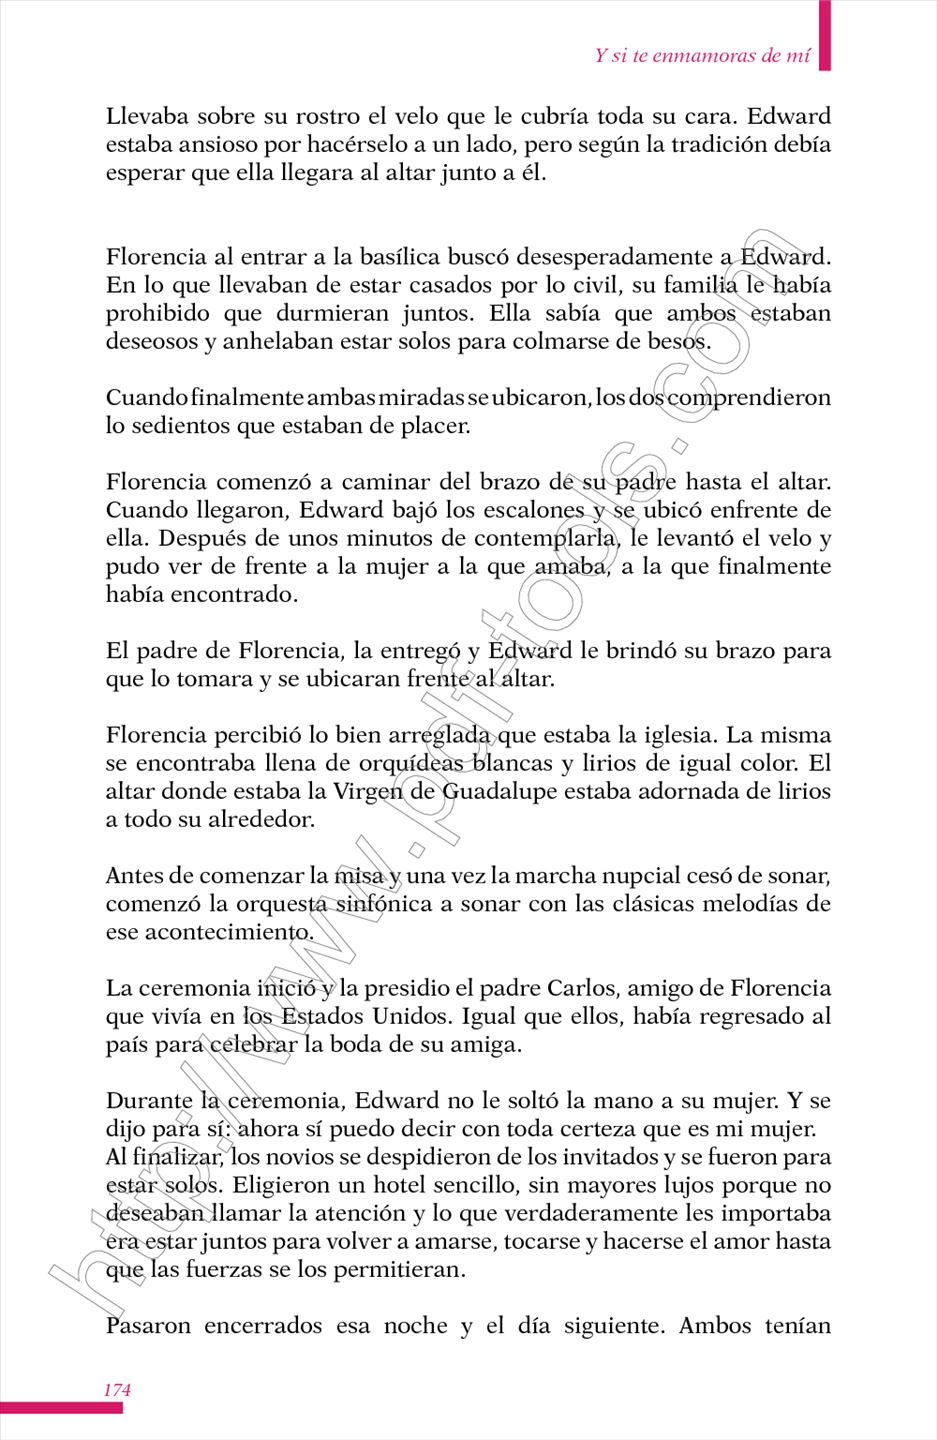 Y si te enmamoras de mí
Llevaba sobre su rostro el velo que le cubría toda su cara. Edward
estaba ansioso por hacérselo a un lado, pero según la tradición debía
esperar que ella llegara al altar junto a él.
Florencia al entrar a la basílica buscó desesperadamente a Edward.
En lo que llevaban de estar casados por lo civil, su familia le había
prohibido que durmieran juntos. Ella sabía que ambos estaban
deseosos y anhelaban estar solos para colmarse de besos.
Cuando finalmente ambas miradas se ubicaron, los dos comprendieron
lo sedientos que estaban de placer.
Florencia comenzó a caminar del brazo de su padre hasta el altar.
Cuando llegaron, Edward bajó los escalones y se ubicó enfrente de
ella. Después de unos minutos de contemplarla, le levantó el velo y
pudo ver de frente a la mujer a la que amaba, a la que finalmente
había encontrado.
El padre de Florencia, la entregó y Edward le brindó su brazo para
que lo tomara y se ubicaran frente al altar.
Florencia percibió lo bien arreglada que estaba la iglesia. La misma
se encontraba llena de orquídeas blancas y lirios de igual color. El
altar donde estaba la Virgen de Guadalupe estaba adornada de lirios
a todo su alrededor.
Antes de comenzar la misa y una vez la marcha nupcial cesó de sonar,
comenzó la orquesta sinfónica a sonar con las clásicas melodías de
ese acontecimiento.
La ceremonia inició y la presidio el padre Carlos, amigo de Florencia
que vivía en los Estados Unidos. Igual que ellos, había regresado al
país para celebrar la boda de su amiga.
Durante la ceremonia, Edward no le soltó la mano a su mujer. Y se
dijo para sí: ahora sí puedo decir con toda certeza que es mi mujer.
Al finalizar, los novios se despidieron de los invitados y se fueron para
estar solos. Eligieron un hotel sencillo, sin mayores lujos porque no
deseaban llamar la atención y lo que verdaderamente les importaba
era estar juntos para volver a amarse, tocarse y hacerse el amor hasta
que las fuerzas se los permitieran.
Pasaron encerrados esa noche y el día siguiente. Ambos tenían
174
http://www.pdf-tools.com